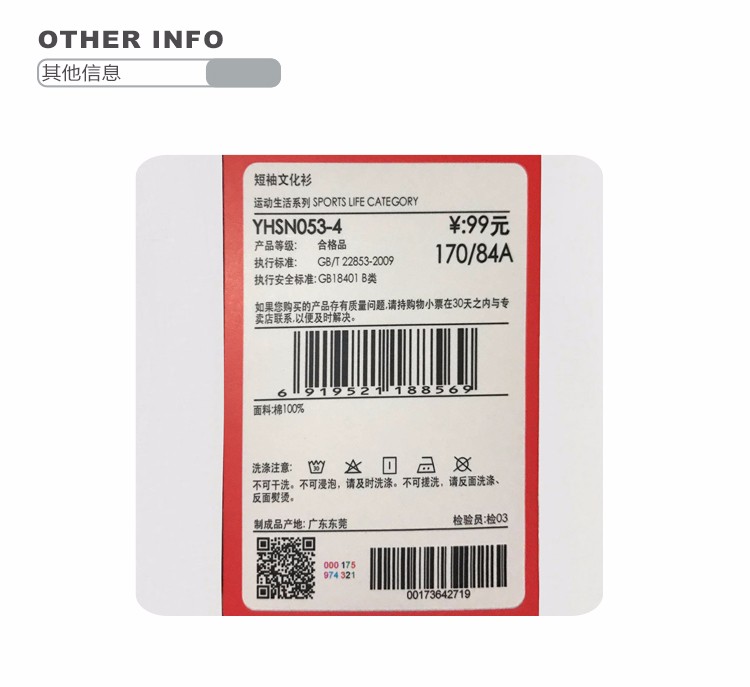 OTHER INFO
其他信息
短袖文化衫
运动生活系列 SPORTS LIFE CATEGORY
YHSN053-4 ¥:99元
产品等级: 合格品
170/84A
执行标准: GB/T 22853-2009
执行安全标准:GB18401 B类
如果您购买的产品存有质量问题,请持购物小票在30天之内与专
卖店联系,以便及时解决。
6 919521 188569
面料:棉100%
洗涤注意: 30
不可干洗。不可浸泡，请及时洗涤。不可搓洗，请反面洗涤、
反面熨烫。
制成品产地: 广东东莞 检验员:检03
000 175
974 321
00173642719